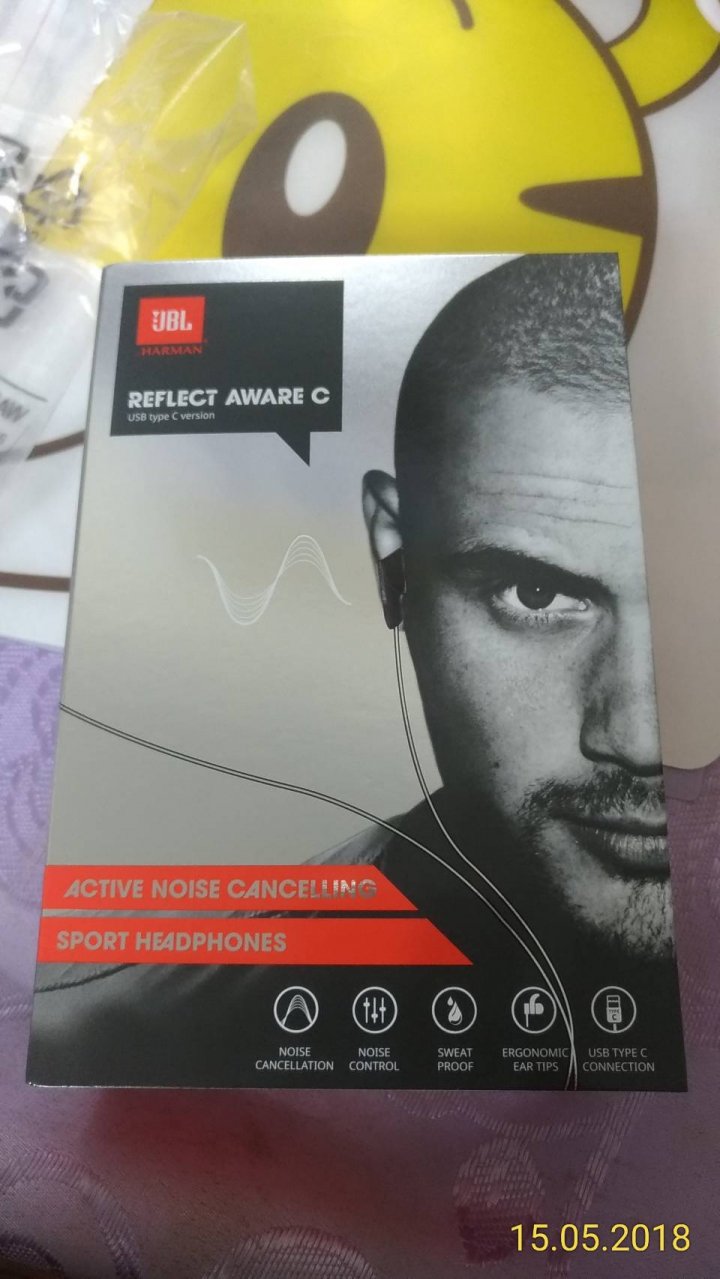 JBL
HARMAN
REFLECT AWARE C
USB type C version
ACTIVE NOISE CANCELLING
SPORT HEADPHONES
NOISE
CANCELLATION
NOISE
CONTROL
SWEAT
PROOF
ERGONOMIC
EAR TIPS
TYPE
C
USB TYPE C
CONNECTION
15.05.2018